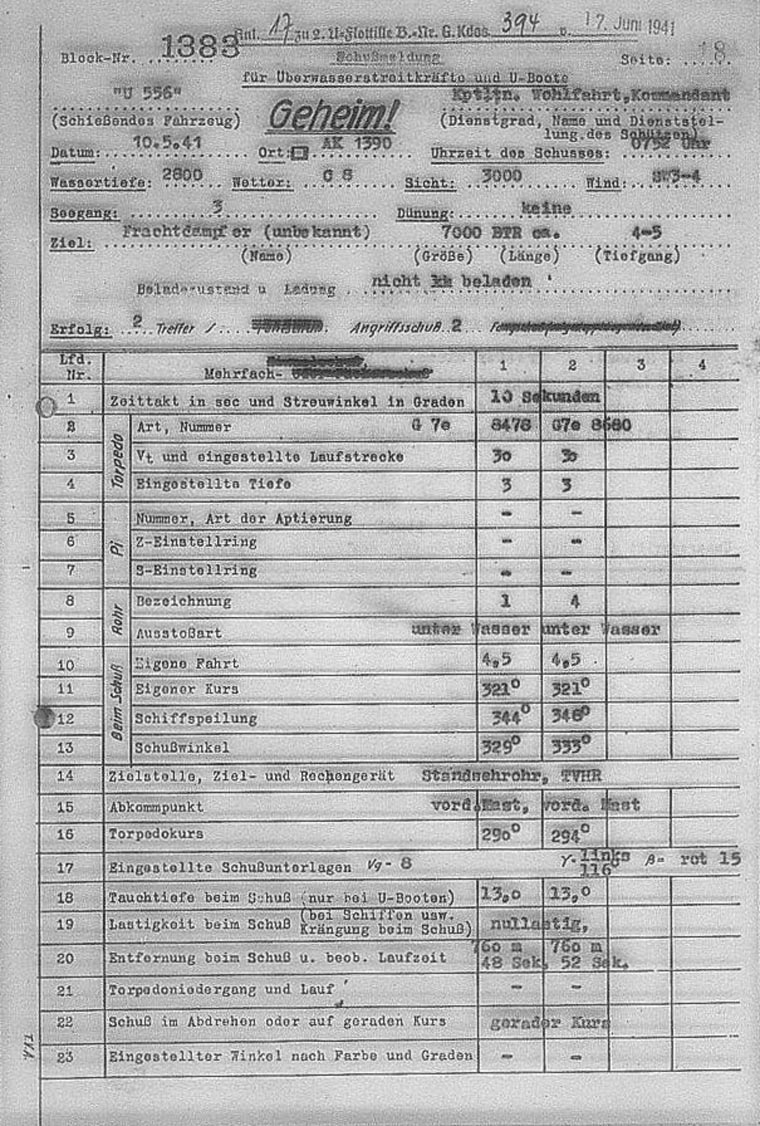 Ant. 17 zu 2. U-Flottille B.-Nr. G. Kdos 394 v. 17. Juni 1941
Block-Nr. 1383 Schußmeldung Seite: 18
für Überwasserstreitkräfte und U-Boote
"U 556" Geheim! Kptltn. Wohlfahrt,Kommandant
(Schießendes Fahrzeug) (Dienstgrad, Name und Dienststel-
lung des Schützen)
Datum: 10.5.41 Ort: AK 1390 Uhrzeit des Schusses: 0752 Uhr
Wassertiefe: 2800 Wetter: C 8 Sicht: 3000 Wind: SW3-4
Seegang: 3 Dünung: keine
Ziel: Frachtdampfer (unbekannt) 7000 BTR ca. 4-5
(Name) (Größe) (Länge) (Tiefgang)
Beladezustand u Ladung nicht beladen
Erfolg: 2 Treffer / Angriffsschuß 2
Lfd. Nr. Mehrfach- 1 2 3 4
1 Zeittakt in sec und Streuwinkel in Graden 10 Sekunden
Torpedo
2 Art, Nummer G 7e 8478 G7e 8680
3 Vt und eingestellte Laufstrecke 30 30
4 Eingestellte Tiefe 3 3
Pi
5 Nummer, Art der Aptierung - -
6 Z-Einstellring - -
7 S-Einstellring - -
Rohr
8 Bezeichnung 1 4
9 Ausstoßart unter Wasser unter Wasser
Beim Schuß
10 Eigene Fahrt 4,5 4,5
11 Eigener Kurs 321° 321°
12 Schiffspeilung 344° 348°
13 Schußwinkel 329° 333°
14 Zielstelle, Ziel- und Rechengerät Standsehrohr, TVHR
15 Abkommpunkt vord.Mast, vord. Mast
16 Torpedokurs 290° 294°
17 Eingestellte Schußunterlagen Vg- 8 γ- links 116° β= rot 15
18 Tauchtiefe beim Schuß (nur bei U-Booten) 13,0 13,0
19 Lastigkeit beim Schuß (bei Schiffen usw. Krängung beim Schuß) nullastig,
20 Entfernung beim Schuß u. beob. Laufzeit 760 m 48 Sek. 760 m 52 Sek.
21 Torpedoniedergang und Lauf - -
22 Schuß im Abdrehen oder auf geraden Kurs gerader Kurs
23 Eingestellter Winkel nach Farbe und Graden - -